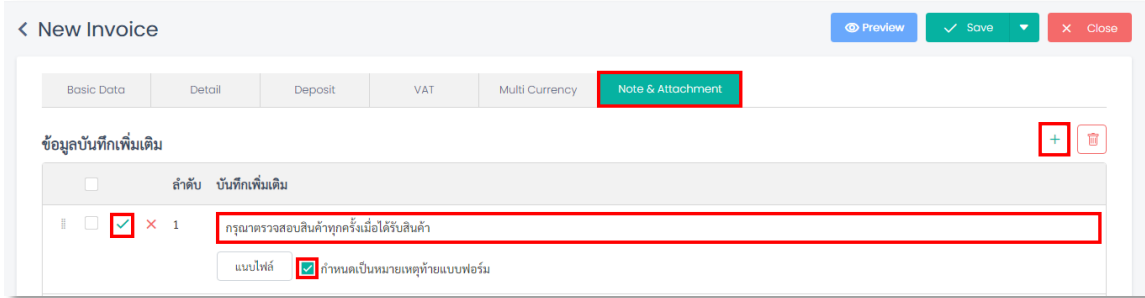 New Invoice
Preview
Save
Close
Basic Data
Detail
Deposit
VAT
Multi Currency
Note & Attachment
ข้อมูลบันทึกเพิ่มเติม
ลำดับ บันทึกเพิ่มเติม
1 กรุณาตรวจสอบสินค้าทุกครั้งเมื่อได้รับสินค้า
แนบไฟล์ กำหนดเป็นหมายเหตุท้ายแบบฟอร์ม